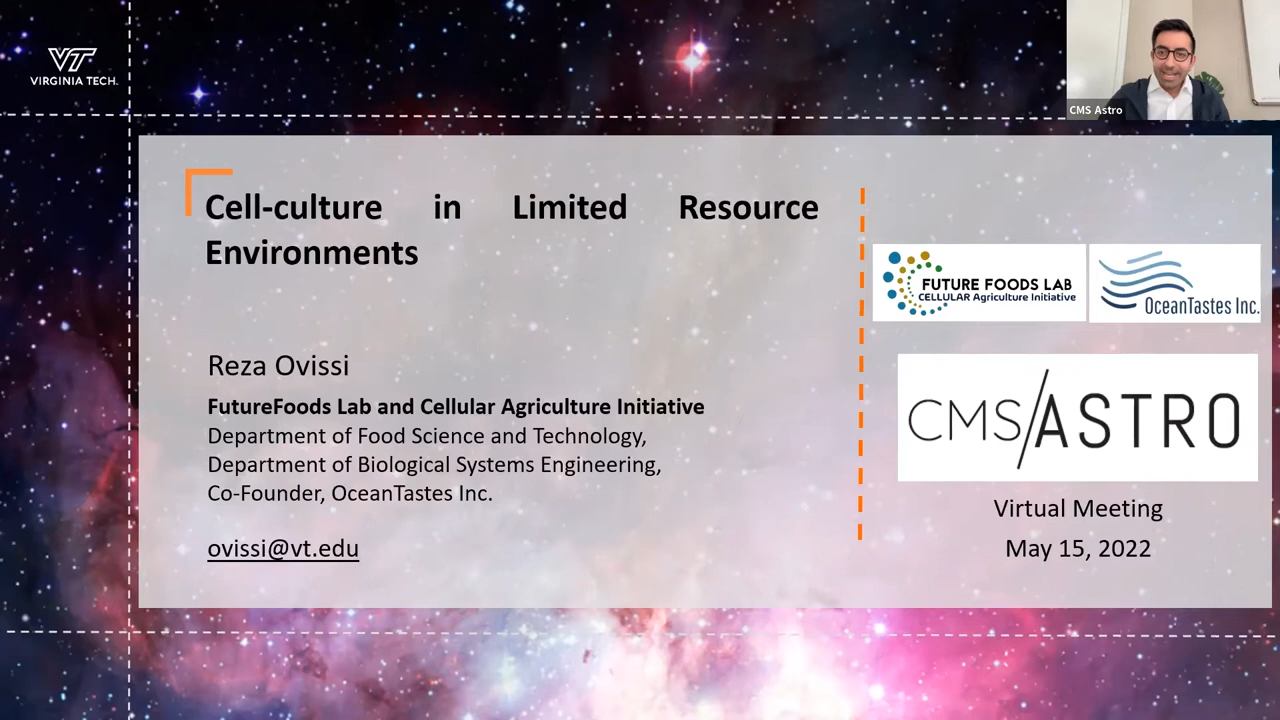 VT
VIRGINIA TECH.
CMS Astro
Cell-culture in Limited Resource
Environments
Reza Ovissi
FutureFoods Lab and Cellular Agriculture Initiative
Department of Food Science and Technology,
Department of Biological Systems Engineering,
Co-Founder, OceanTastes Inc.
ovissi@vt.edu
FUTURE FOODS LAB
CELLULAR Agriculture Initiative
OceanTastes Inc.
CMS/ASTRO
Virtual Meeting
May 15, 2022